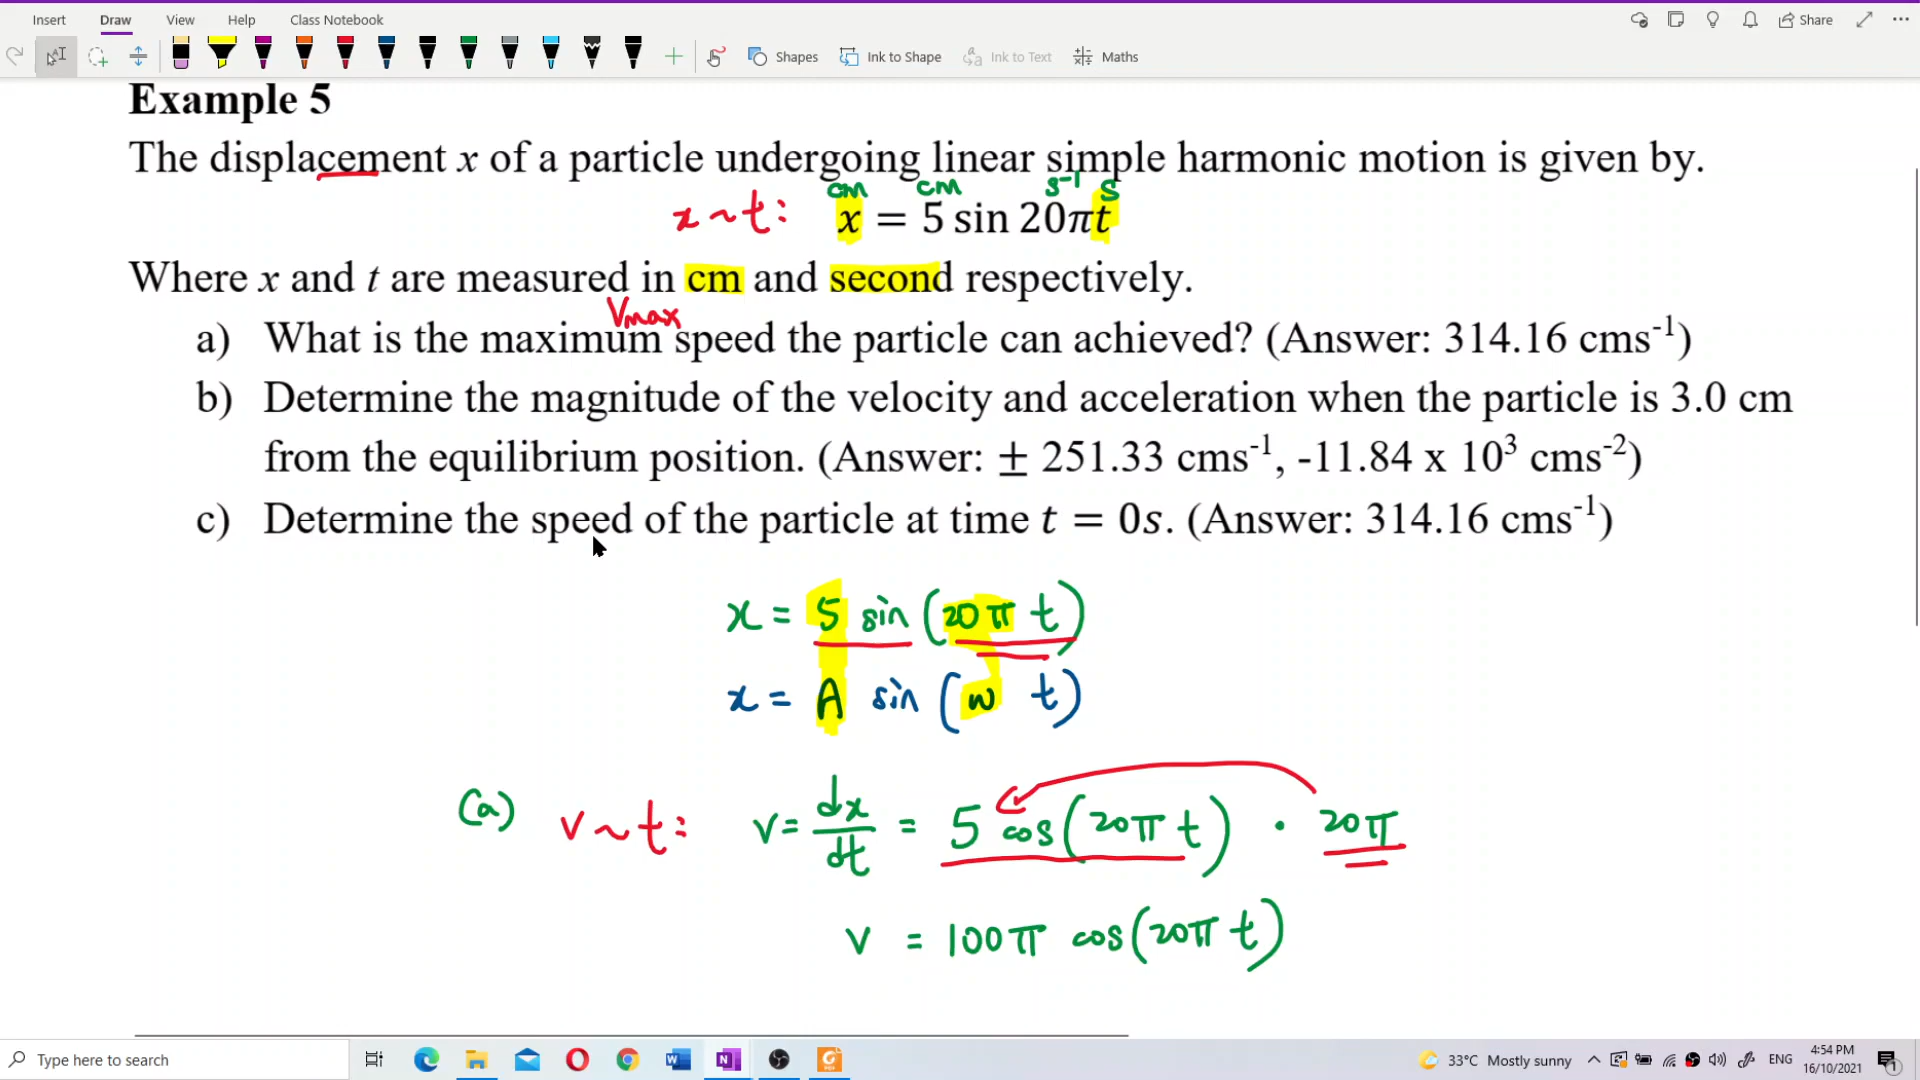 Insert Draw View Help Class Notebook Share
Shapes Ink to Shape Ink to Text Maths
Example 5
The displacement x of a particle undergoing linear simple harmonic motion is given by.
cm cm s⁻¹ s
x ~ t: x = 5 sin 20πt
Where x and t are measured in cm and second respectively.
Vmax
a) What is the maximum speed the particle can achieved? (Answer: 314.16 cms⁻¹)
b) Determine the magnitude of the velocity and acceleration when the particle is 3.0 cm
from the equilibrium position. (Answer: ± 251.33 cms⁻¹, -11.84 x 10³ cms⁻²)
c) Determine the speed of the particle at time t = 0s. (Answer: 314.16 cms⁻¹)
x = 5 sin (20π t)
x = A sin (w t)
(a) v ~ t: v = dx/dt = 5 cos (20π t) · 20π
v = 100π cos (20π t)
Type here to search 33°C Mostly sunny ENG 4:54 PM
16/10/2021